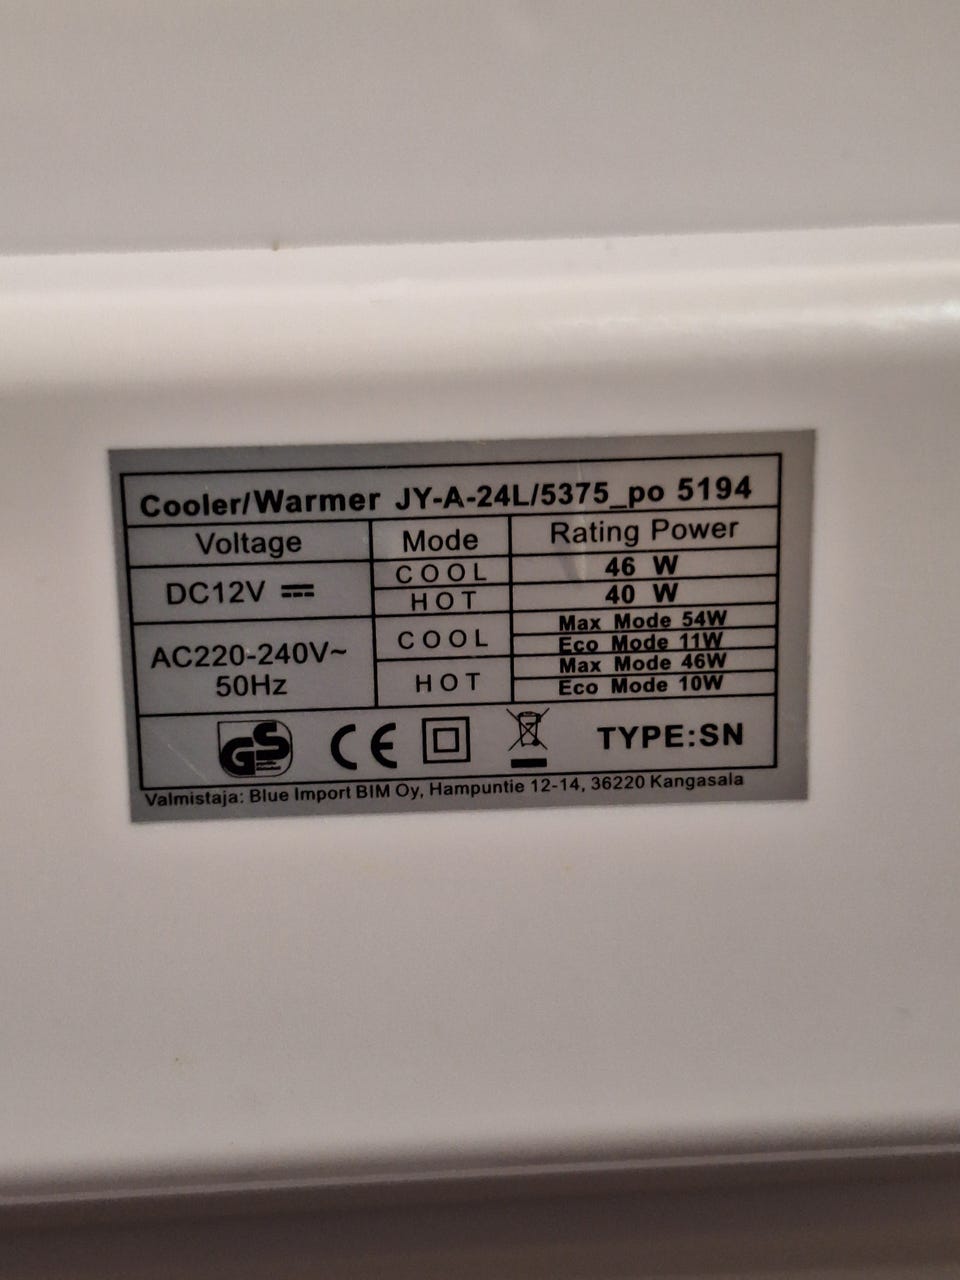 Cooler/Warmer JY-A-24L/5375_po 5194
Voltage Mode Rating Power
DC12V COOL 46 W
HOT 40 W
AC220-240V~ 50Hz COOL Max Mode 54W
Eco Mode 11W
HOT Max Mode 46W
Eco Mode 10W
GS CE TYPE:SN
Valmistaja: Blue Import BIM Oy, Hampuntie 12-14, 36220 Kangasala